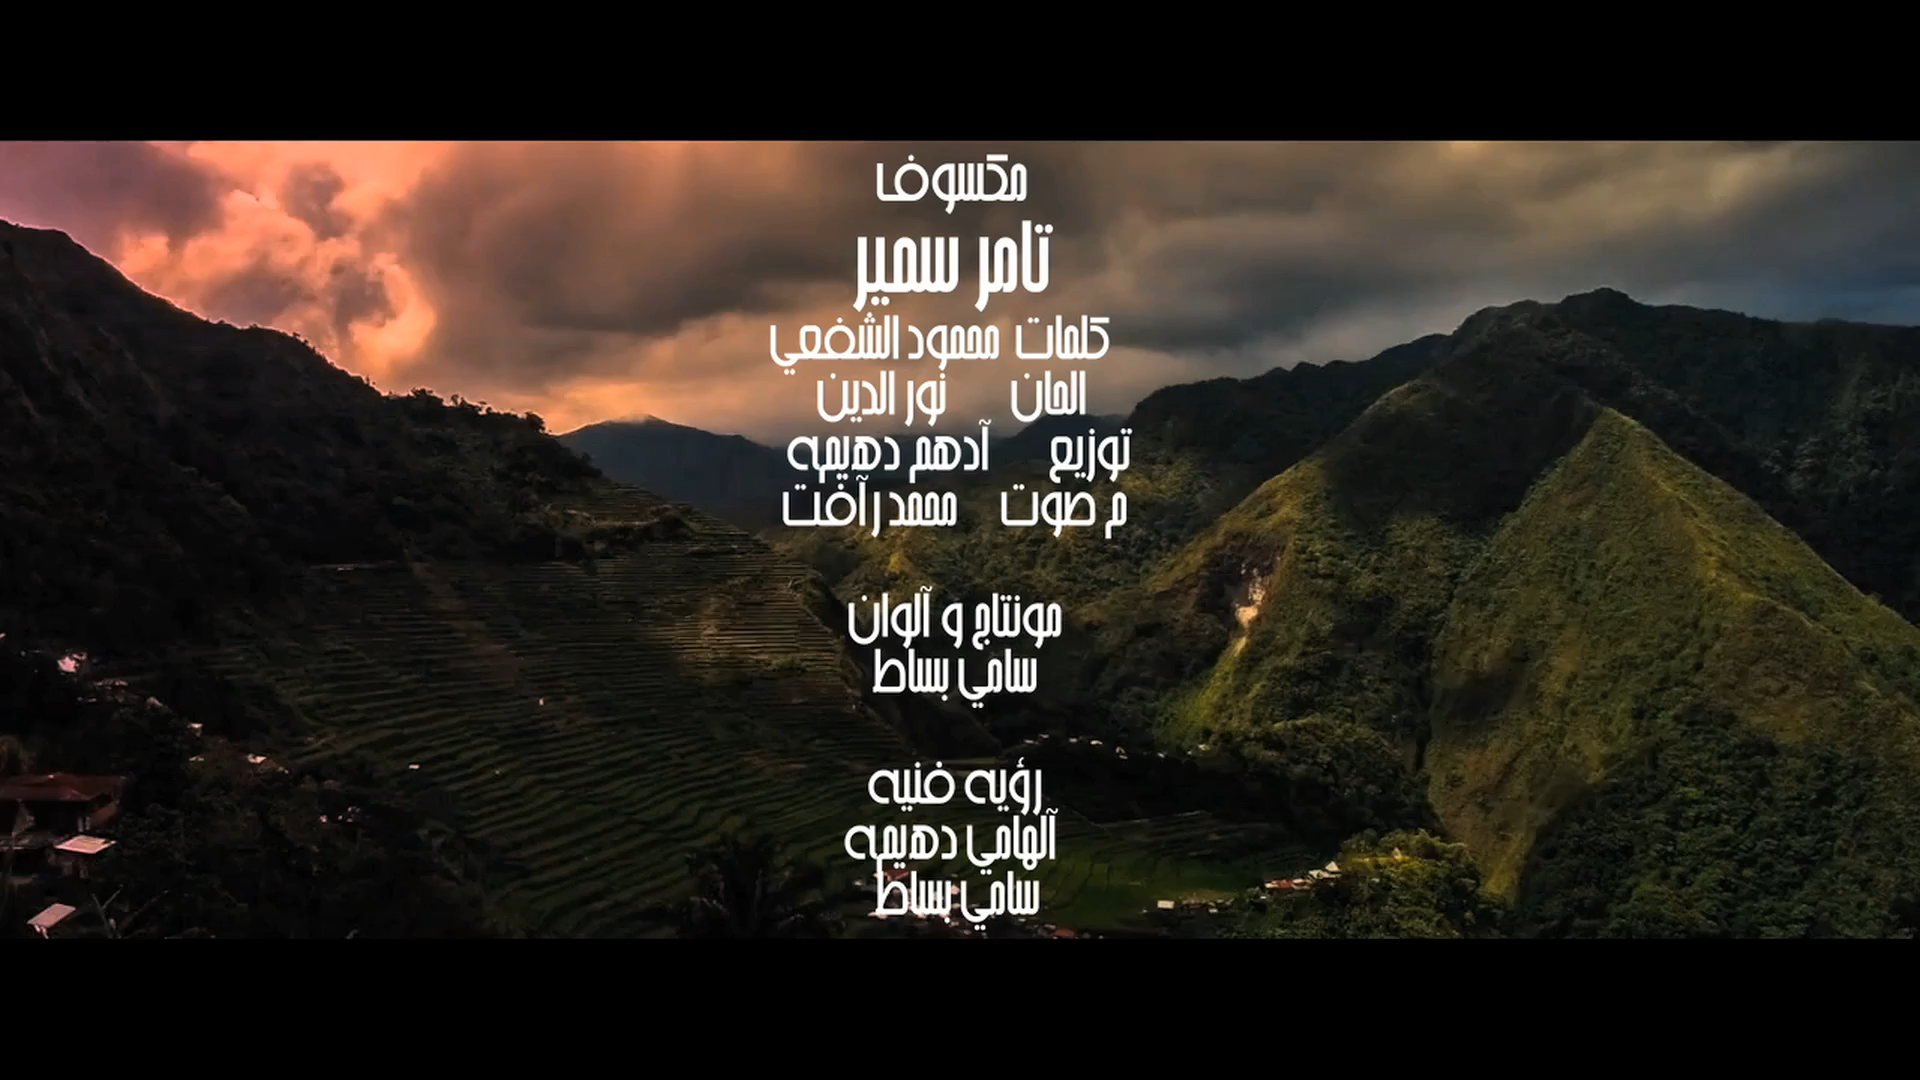 مكسوف
تامر سمير
كلمات محمود الشفعي
الحان نور الدين
توزيع آدهم دهيمه
م صوت محمد رآفت
مونتاج و آلوان
سامي بساط
رؤيه فنيه
آلهامي دهيمه
سامي بساط